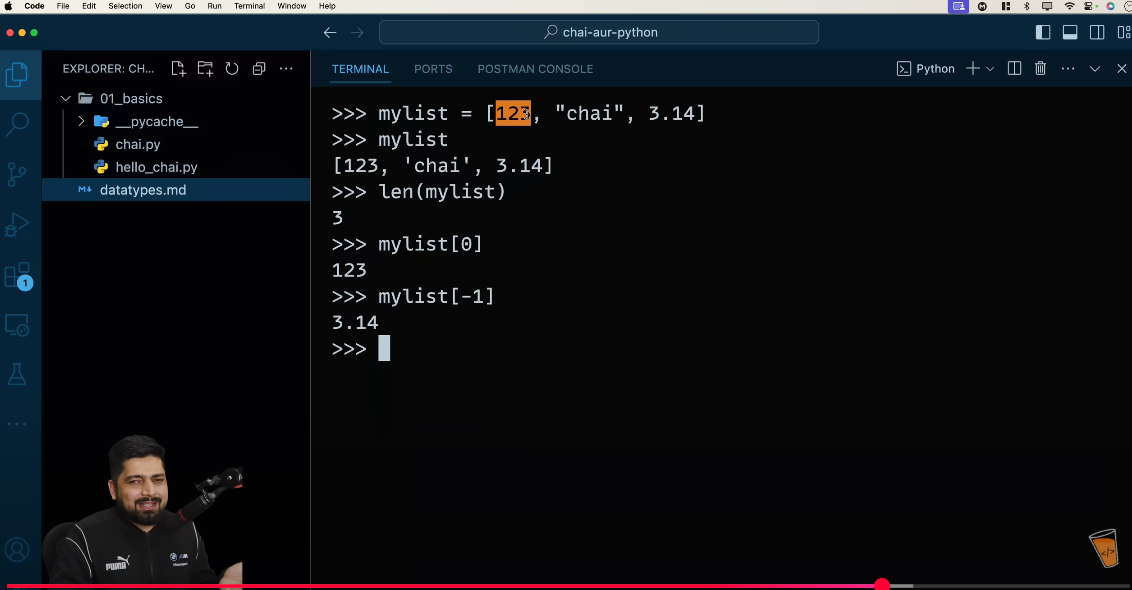 Code File Edit Selection View Go Run Terminal Window Help
chai-aur-python
EXPLORER: CH...
01_basics
__pycache__
chai.py
hello_chai.py
datatypes.md
1
TERMINAL PORTS POSTMAN CONSOLE Python
>>> mylist = [123, "chai", 3.14]
>>> mylist
[123, 'chai', 3.14]
>>> len(mylist)
3
>>> mylist[0]
123
>>> mylist[-1]
3.14
>>>
PUMA
</>